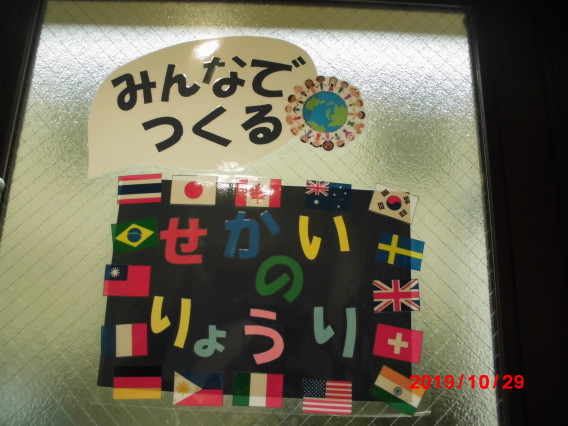 みんなで
つくる
せかい
の
りょうり
2019/10/29